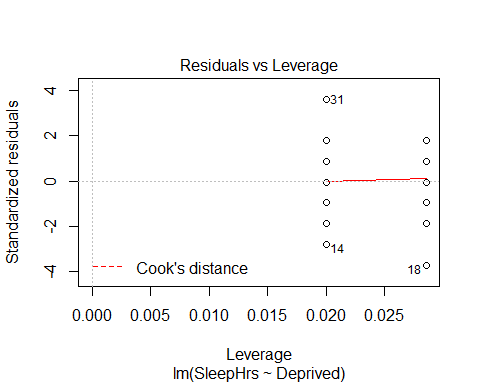 Residuals vs Leverage
Standardized residuals
4
2
0
-2
-4
31
14
18
Cook's distance
0.000 0.005 0.010 0.015 0.020 0.025
Leverage
lm(SleepHrs ~ Deprived)